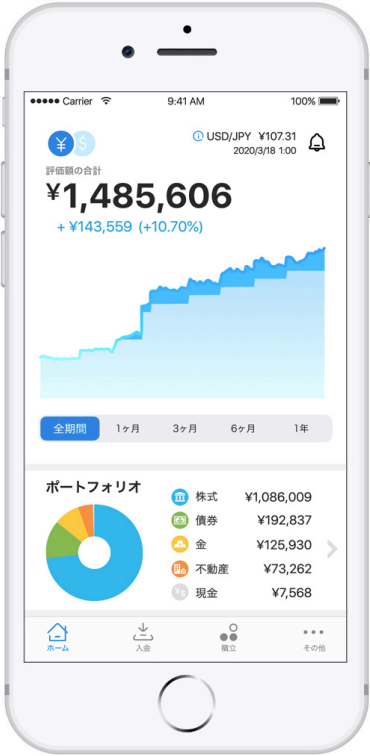 Carrier 9:41 AM 100%
¥ $ USD/JPY ¥107.31
2020/3/18 1:00
評価額の合計
¥1,485,606
+ ¥143,559 (+10.70%)
全期間 1ヶ月 3ヶ月 6ヶ月 1年
ポートフォリオ
株式 ¥1,086,009
債券 ¥192,837
金 ¥125,930
不動産 ¥73,262
現金 ¥7,568
ホーム 入金 積立 その他